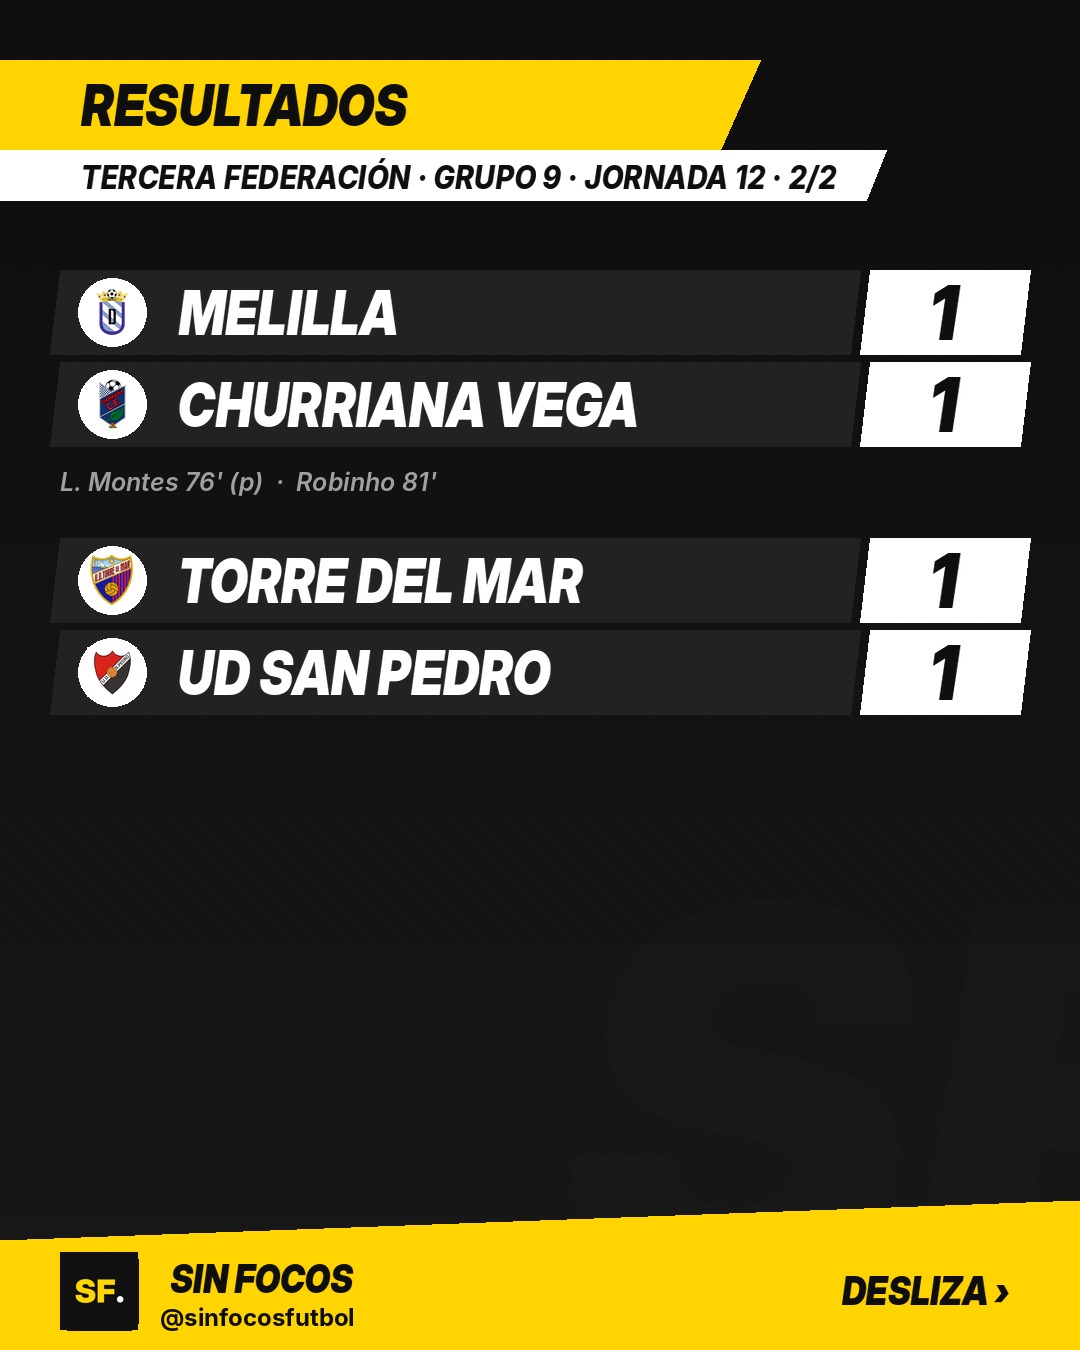 RESULTADOS
TERCERA FEDERACIÓN · GRUPO 9 · JORNADA 12 · 2/2
MELILLA 1
CHURRIANA VEGA 1
L. Montes 76' (p) · Robinho 81'
TORRE DEL MAR 1
UD SAN PEDRO 1
SF
SF.
SIN FOCOS
@sinfocosfutbol
DESLIZA ›